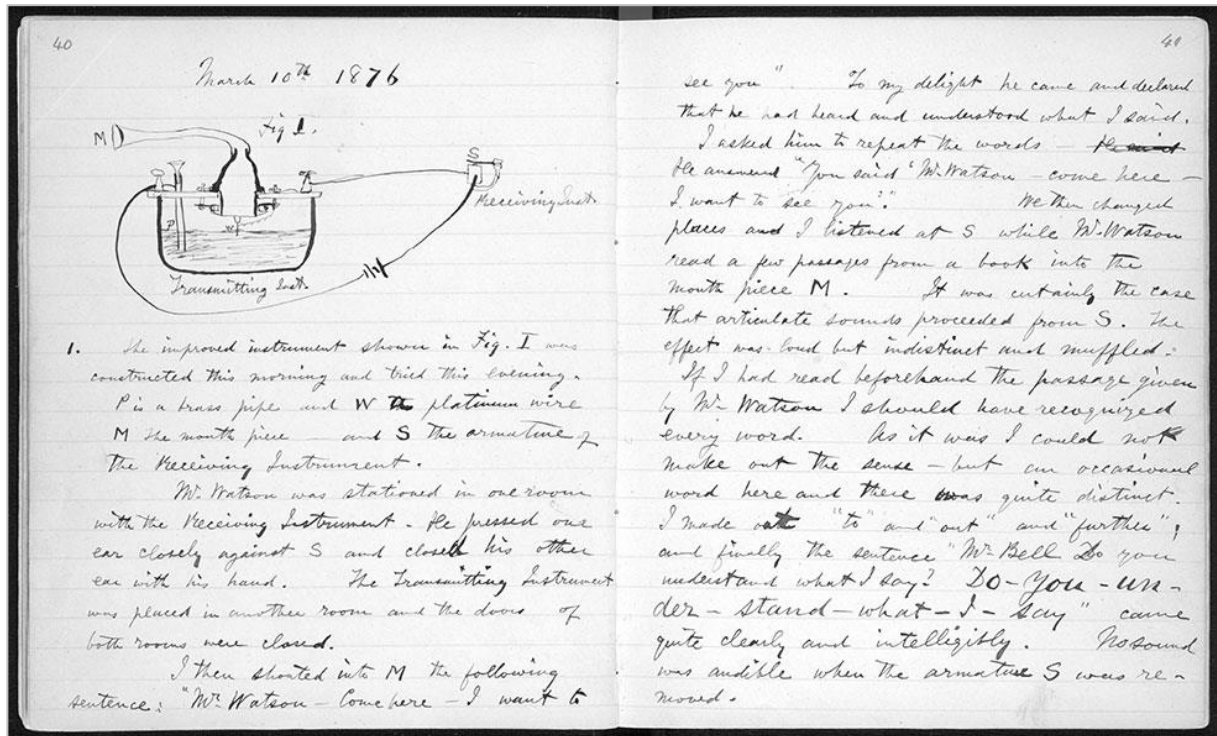 40
March 10th 1876
Fig 1.
M
S
Receiving Inst.
P
W
Transmitting Inst.
1. The improved instrument shown in Fig. I was
constructed this morning and tried this evening.
P is a brass pipe and W the platinum wire
M the mouth piece — and S the armature of
the Receiving Instrument.
Mr. Watson was stationed in one room
with the Receiving Instrument. He pressed one
ear closely against S and closed his other
ear with his hand. The Transmitting Instrument
was placed in another room and the doors of
both rooms were closed.
I then shouted into M the following
sentence: "Mr. Watson — Come here — I want to
41
see you". To my delight he came and declared
that he had heard and understood what I said.
I asked him to repeat the words —
He answered "You said 'Mr. Watson — come here —
I want to see you'." We then changed
places and I listened at S while Mr. Watson
read a few passages from a book into the
mouth piece M. It was certainly the case
that articulate sounds proceeded from S. The
effect was loud but indistinct and muffled.
If I had read beforehand the passage given
by Mr. Watson I should have recognized
every word. As it was I could not
make out the sense — but an occasional
word here and there was quite distinct.
I made out "to" and "out" and "further";
and finally the sentence "Mr. Bell Do you
understand what I say? Do — you — un —
der — stand — what — I — say" came
quite clearly and intelligibly. No sound
was audible when the armature S was re —
moved.